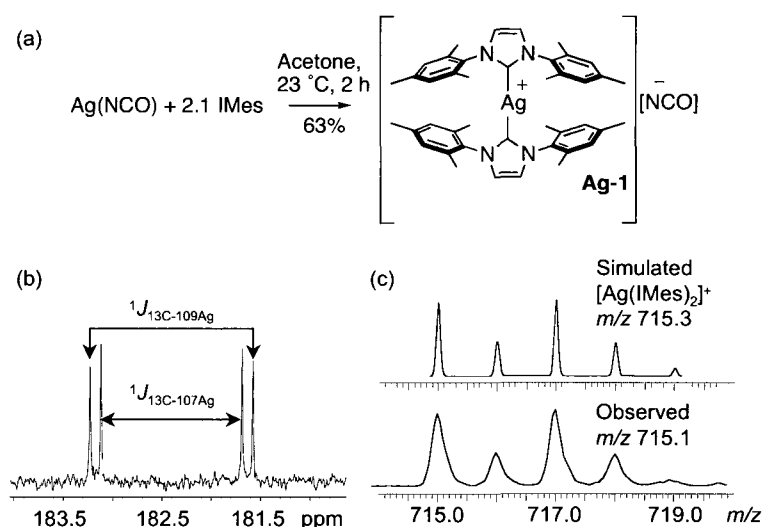 (a)
Ag(NCO) + 2.1 IMes
Acetone,
23 °C, 2 h
63%
N N
+
Ag
N N
Ag-1
[NCO]
−
(b)
¹J13C-109Ag
¹J13C-107Ag
183.5 182.5 181.5 ppm
(c)
Simulated
[Ag(IMes)2]+
m/z 715.3
Observed
m/z 715.1
715.0 717.0 719.0 m/z